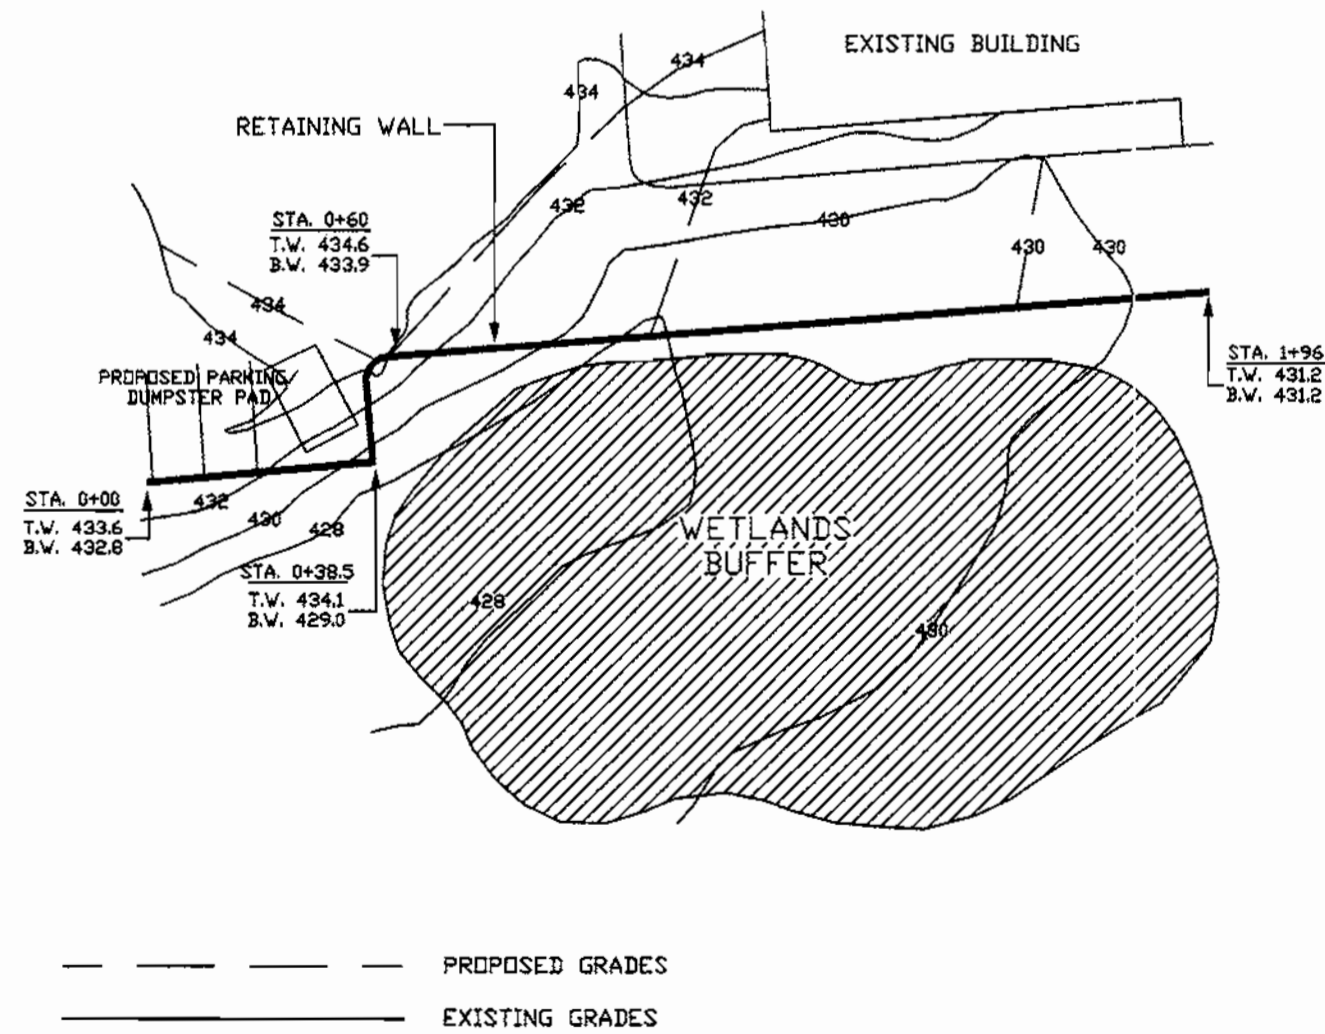 EXISTING BUILDING
434
434
RETAINING WALL
432
432
430
430
430
STA. 0+60
T.W. 434.6
B.W. 433.9
434
434
PROPOSED PARKING/
DUMPSTER PAD
STA. 1+96
T.W. 431.2
B.W. 431.2
STA. 0+00
T.W. 433.6
B.W. 432.8
432
430
428
STA. 0+38.5
T.W. 434.1
B.W. 429.0
WETLANDS
BUFFER
428
430
PROPOSED GRADES
EXISTING GRADES